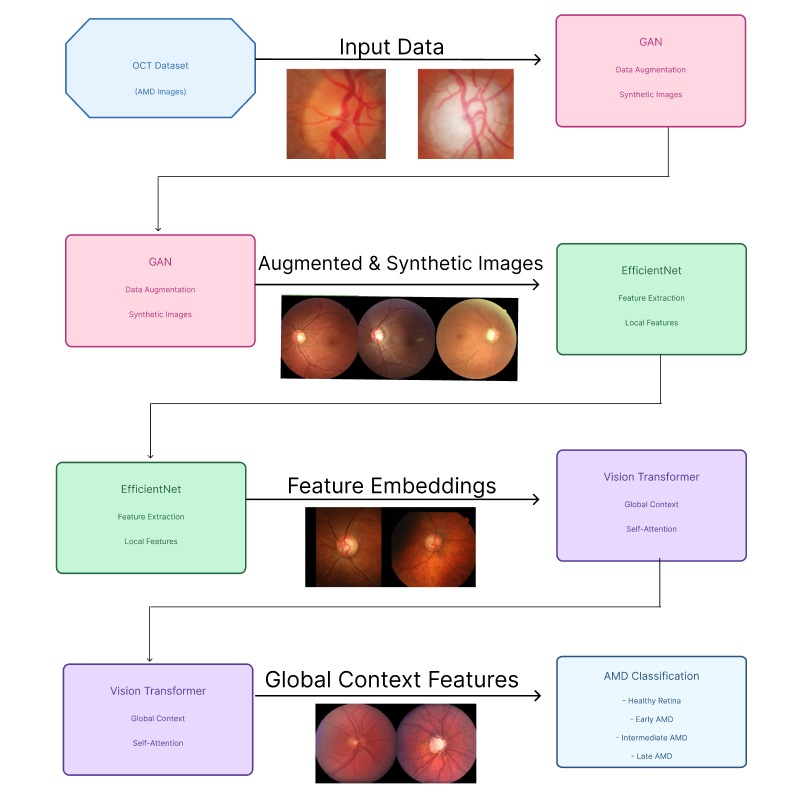 OCT Dataset
(AMD Images)
Input Data
GAN
Data Augmentation
Synthetic Images
GAN
Data Augmentation
Synthetic Images
Augmented & Synthetic Images
EfficientNet
Feature Extraction
Local Features
EfficientNet
Feature Extraction
Local Features
Feature Embeddings
Vision Transformer
Global Context
Self-Attention
Vision Transformer
Global Context
Self-Attention
Global Context Features
AMD Classification
- Healthy Retina
- Early AMD
- Intermediate AMD
- Late AMD